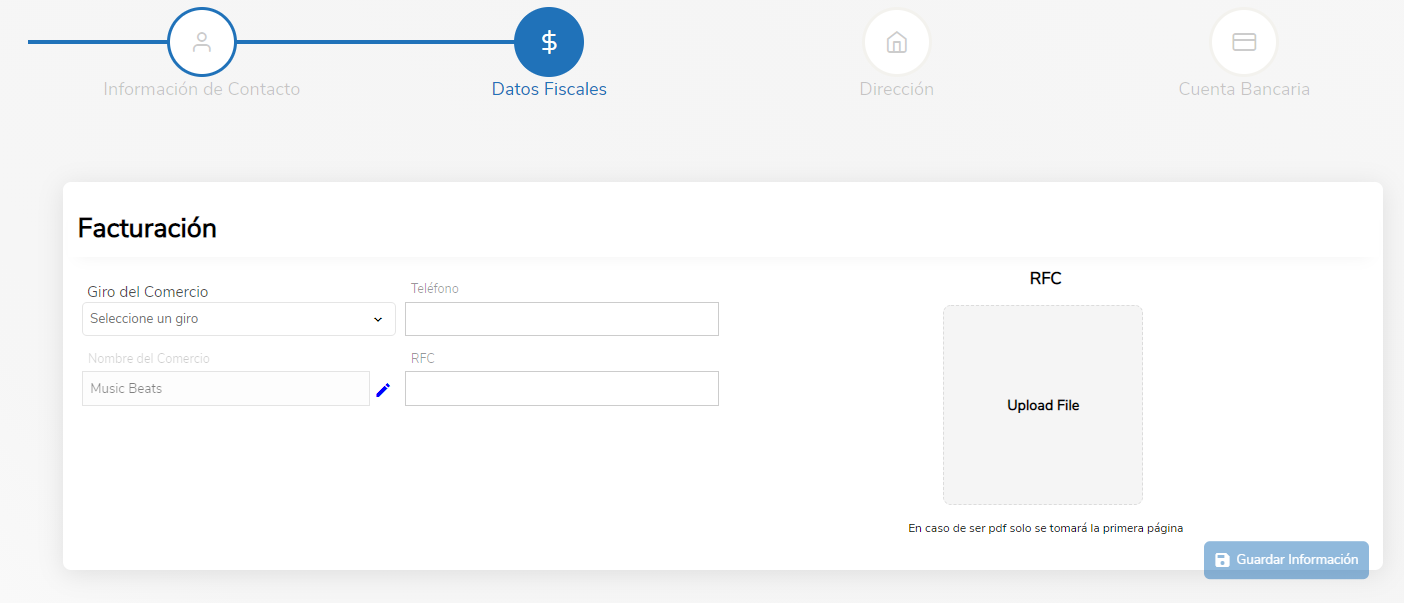 Información de Contacto
Datos Fiscales
Dirección
Cuenta Bancaria
Facturación
Giro del Comercio
Seleccione un giro
Teléfono
Nombre del Comercio
Music Beats
RFC
RFC
Upload File
En caso de ser pdf solo se tomará la primera página
Guardar Información